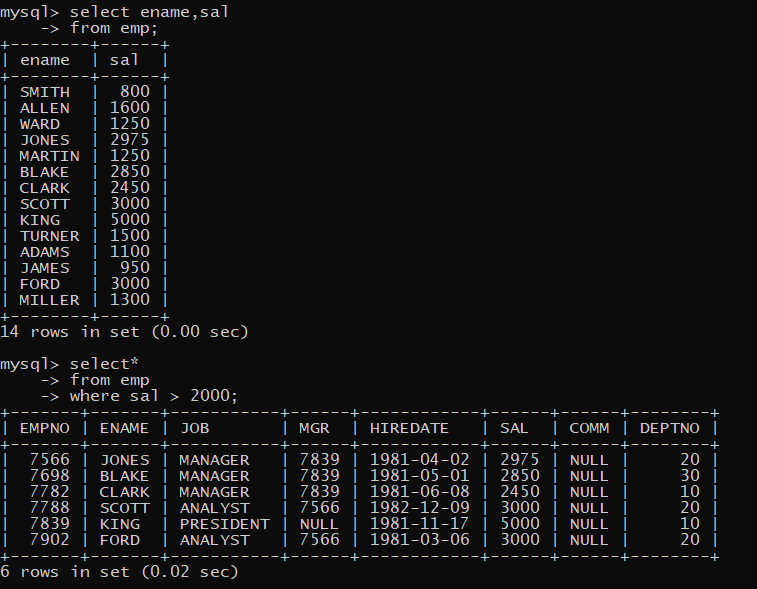 mysql> select ename,sal
    -> from emp;
+--------+------+
| ename  | sal  |
+--------+------+
| SMITH  |  800 |
| ALLEN  | 1600 |
| WARD   | 1250 |
| JONES  | 2975 |
| MARTIN | 1250 |
| BLAKE  | 2850 |
| CLARK  | 2450 |
| SCOTT  | 3000 |
| KING   | 5000 |
| TURNER | 1500 |
| ADAMS  | 1100 |
| JAMES  |  950 |
| FORD   | 3000 |
| MILLER | 1300 |
+--------+------+
14 rows in set (0.00 sec)

mysql> select*
    -> from emp
    -> where sal > 2000;
+-------+-------+-----------+------+------------+------+------+--------+
| EMPNO | ENAME | JOB       | MGR  | HIREDATE   | SAL  | COMM | DEPTNO |
+-------+-------+-----------+------+------------+------+------+--------+
|  7566 | JONES | MANAGER   | 7839 | 1981-04-02 | 2975 | NULL |     20 |
|  7698 | BLAKE | MANAGER   | 7839 | 1981-05-01 | 2850 | NULL |     30 |
|  7782 | CLARK | MANAGER   | 7839 | 1981-06-08 | 2450 | NULL |     10 |
|  7788 | SCOTT | ANALYST   | 7566 | 1982-12-09 | 3000 | NULL |     20 |
|  7839 | KING  | PRESIDENT | NULL | 1981-11-17 | 5000 | NULL |     10 |
|  7902 | FORD  | ANALYST   | 7566 | 1981-03-06 | 3000 | NULL |     20 |
+-------+-------+-----------+------+------------+------+------+--------+
6 rows in set (0.02 sec)